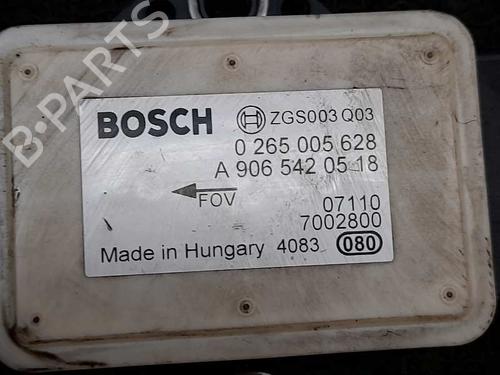 B-PARTS
BOSCH ZGS003 Q03
0 265 005 628
A 906 542 05 18
FOV
07110
7002800
Made in Hungary 4083 080